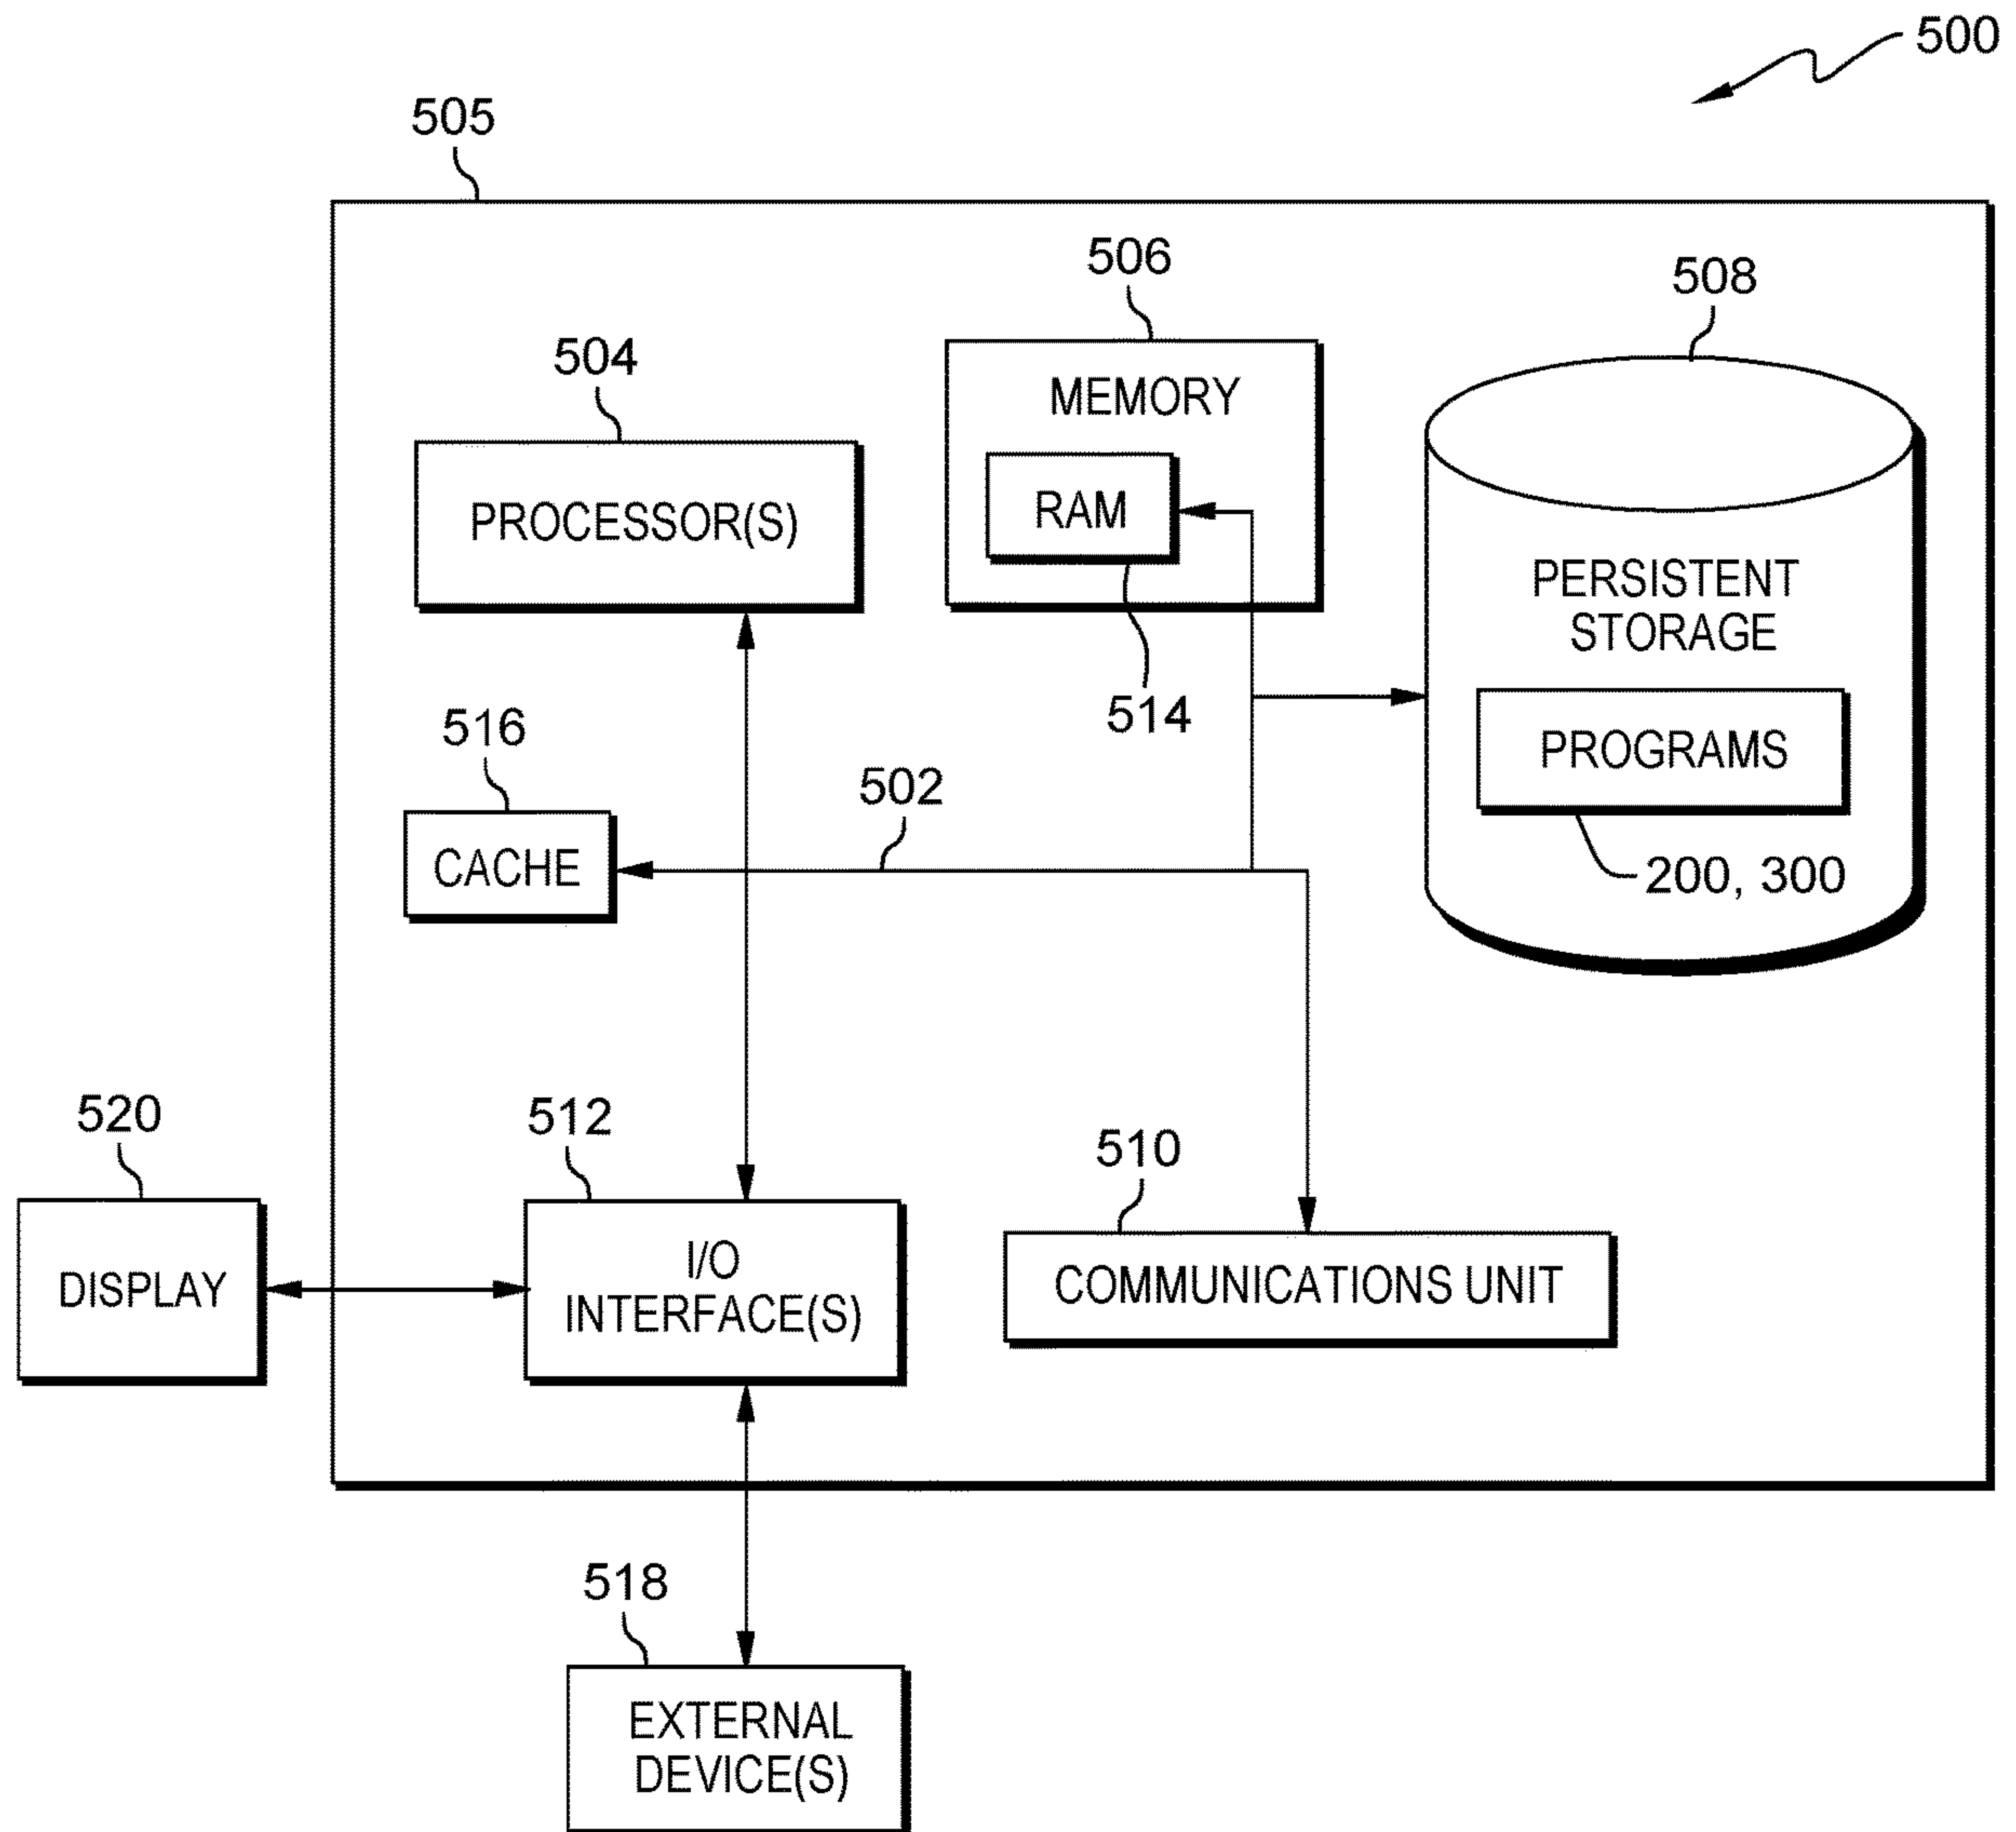 500
505
506
508
504
MEMORY
PROCESSOR(S)
RAM
PERSISTENT
STORAGE
514
516
PROGRAMS
502
CACHE
200, 300
520
512
510
DISPLAY
I/O
INTERFACE(S)
COMMUNICATIONS UNIT
518
EXTERNAL
DEVICE(S)